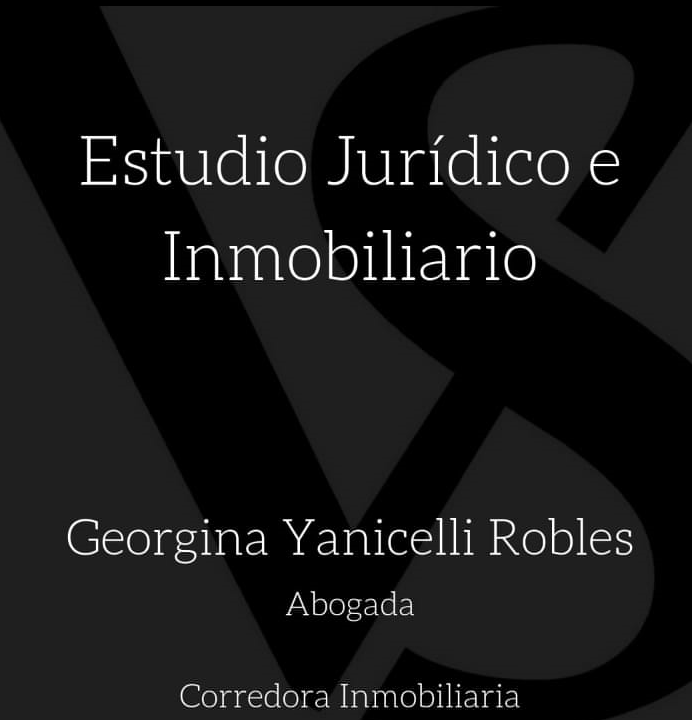 Estudio Jurídico e
Inmobiliario
Georgina Yanicelli Robles
Abogada
Corredora Inmobiliaria